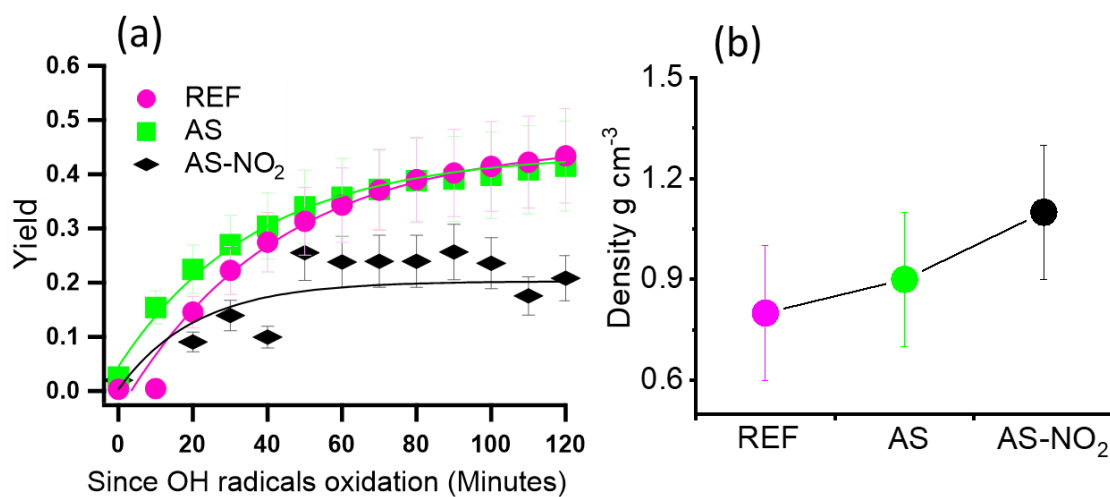 (a)
0.6
0.5
0.4
0.3
0.2
0.1
0.0
Yield
REF
AS
AS-NO₂
0 20 40 60 80 100 120
Since OH radicals oxidation (Minutes)
(b)
1.5
1.2
0.9
0.6
Density g cm⁻³
REF AS AS-NO₂